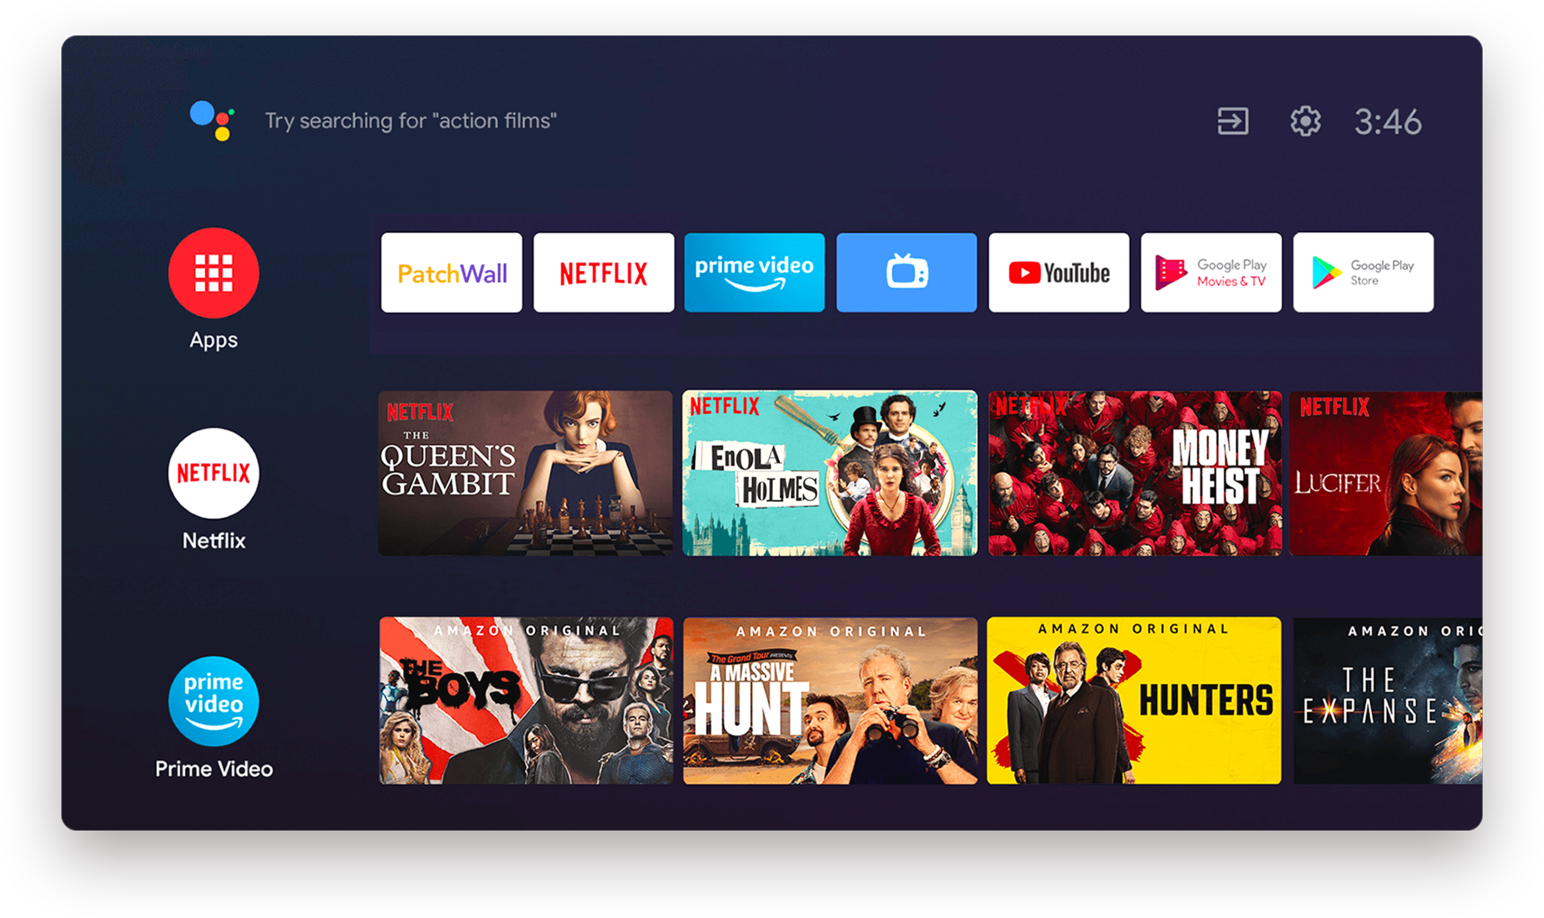 Try searching for "action films"
3:46
PatchWall
NETFLIX
prime video
YouTube
Google Play
Movies & TV
Google Play
Store
Apps
NETFLIX
THE
QUEEN'S
GAMBIT
NETFLIX
ENOLA
HOLMES
NETFLIX
MONEY
HEIST
NETFLIX
LUCIFER
NETFLIX
Netflix
AMAZON ORIGINAL
THE
BOYS
AMAZON ORIGINAL
The Grand Tour PRESENTS
A MASSIVE
HUNT
AMAZON ORIGINAL
HUNTERS
AMAZON ORIG
THE
EXPANSE
prime
video
Prime Video